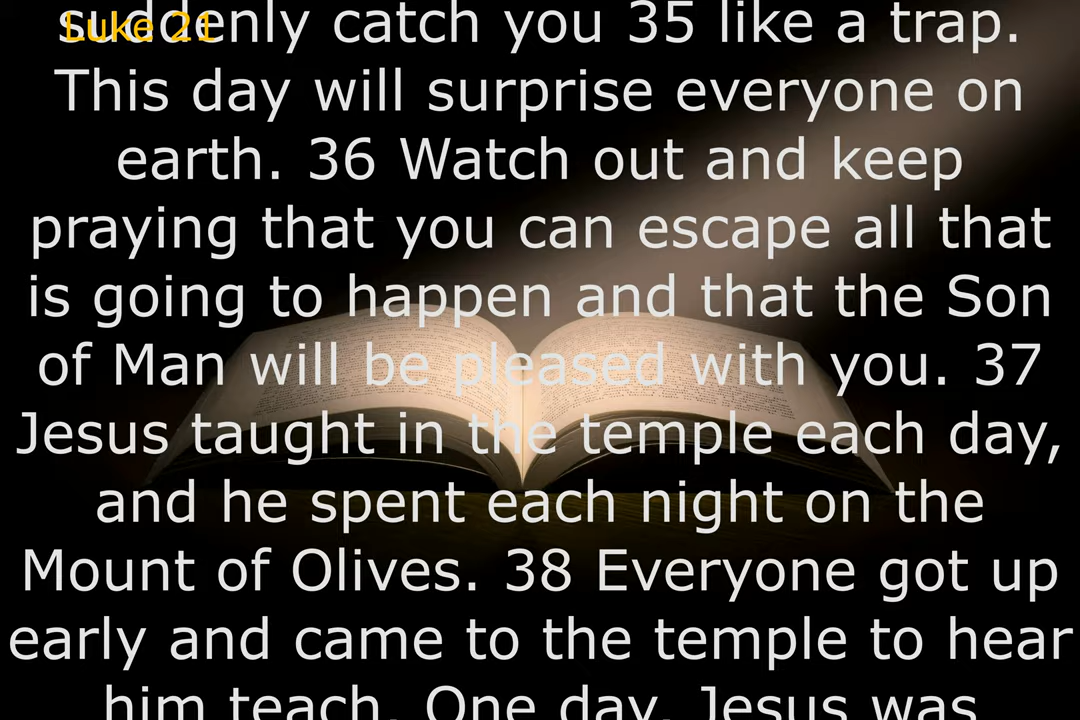 Luke 21
suddenly catch you 35 like a trap.
This day will surprise everyone on
earth. 36 Watch out and keep
praying that you can escape all that
is going to happen and that the Son
of Man will be pleased with you. 37
Jesus taught in the temple each day,
and he spent each night on the
Mount of Olives. 38 Everyone got up
early and came to the temple to hear
him teach. One day, Jesus was